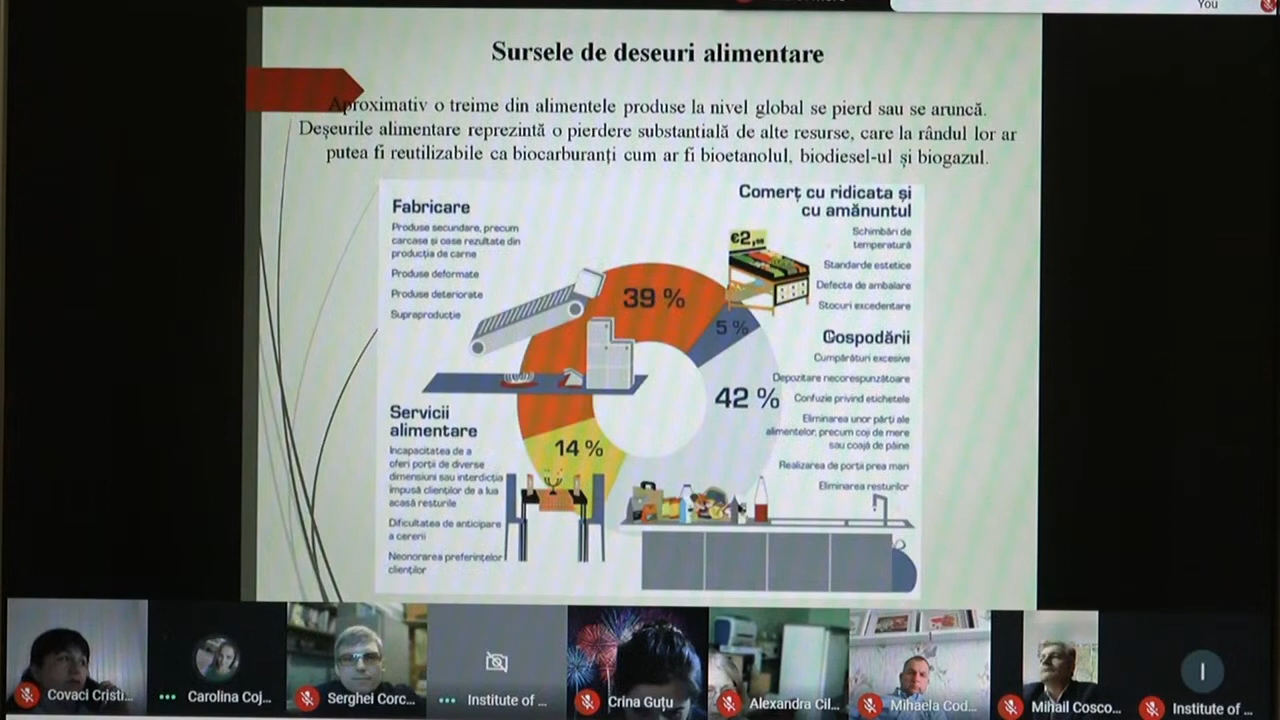 You
Sursele de deseuri alimentare
Aproximativ o treime din alimentele produse la nivel global se pierd sau se aruncă.
Deșeurile alimentare reprezintă o pierdere substantială de alte resurse, care la rândul lor ar
putea fi reutilizabile ca biocarburanți cum ar fi bioetanolul, biodiesel-ul și biogazul.
Fabricare
Produse secundare, precum
carcase și oase rezultate din
producția de carne
Produse deformate
Produse deteriorate
Supraproducție
39 %
Comerț cu ridicata și
cu amănuntul
€2,
Schimbări de
temperatură
Standarde estetice
Defecte de ambalare
Stocuri excedentare
5 %
Gospodării
Cumpărături excesive
Depozitare necorespunzătoare
Confuzie privind etichetele
Eliminarea unor părți ale
alimentelor, precum coji de mere
sau coajă de pâine
Realizarea de porții prea mari
Eliminarea resturilor
42 %
Servicii
alimentare
Incapacitatea de a
oferi porții de diverse
dimensiuni sau interdicția
impusă clienților de a lua
acasă resturile
Dificultatea de anticipare
a cererii
Neonorarea preferințelor
clienților
14 %
Covaci Cristi...
Carolina Coj...
Serghei Corc...
Institute of ...
Crina Guțu
Alexandra Cil...
Mihaela Cod...
Mihail Cosco...
I
Institute of ...